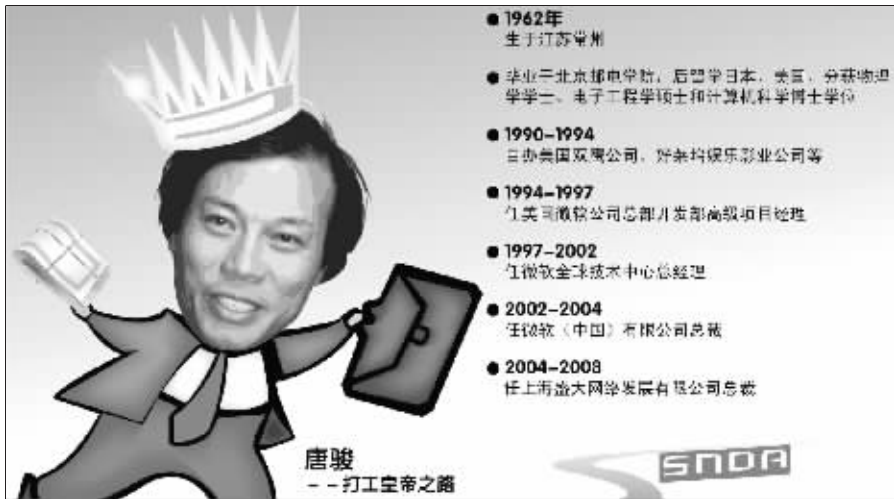 1962年
生于江苏常州
毕业于北京邮电学院，后留学日本、美国，分获物理
学学士、电子工程学硕士和计算机科学博士学位
1990-1994
自办美国双鹰公司、好莱坞娱乐影业公司等
1994-1997
任美国微软公司总部开发部高级项目经理
1997-2002
任微软全球技术中心总经理
2002-2004
任微软（中国）有限公司总裁
2004-2008
任上海盛大网络发展有限公司总裁
唐骏
--打工皇帝之路
SNDA